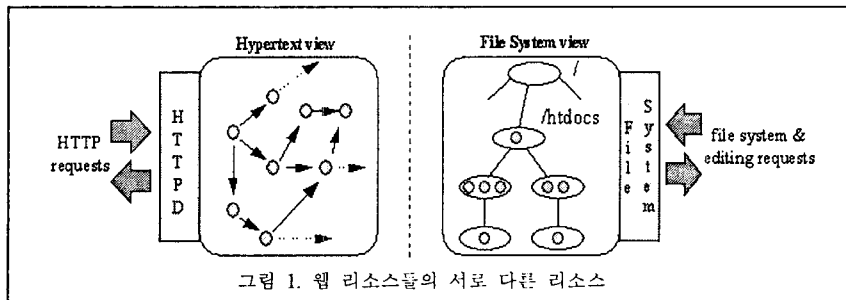 Hypertext view
File System view
HTTPD
HTTP
requests
/
/htdocs
File
System
file system &
editing requests
그림 1. 웹 리소스들의 서로 다른 리소스